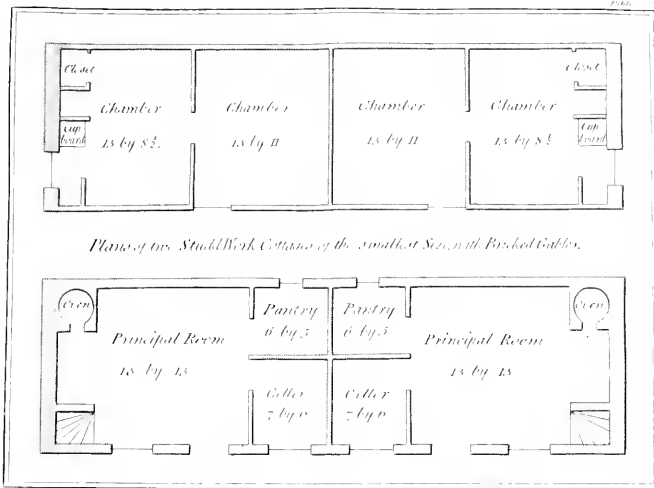 Closet
Closet
Chamber
Chamber
Chamber
Chamber
Cup
board
Cup
board
13 by 8½.
13 by 11
13 by 11
13 by 8½
Plans of two Studd Work Cottages of the smallest Size, with Bricked Gables.
Oven
Oven
Pantry
6 by 5
Pantry
6 by 5
Principal Room
13 by 13
Principal Room
13 by 13
Celler
7 by 6
Celler
7 by 6